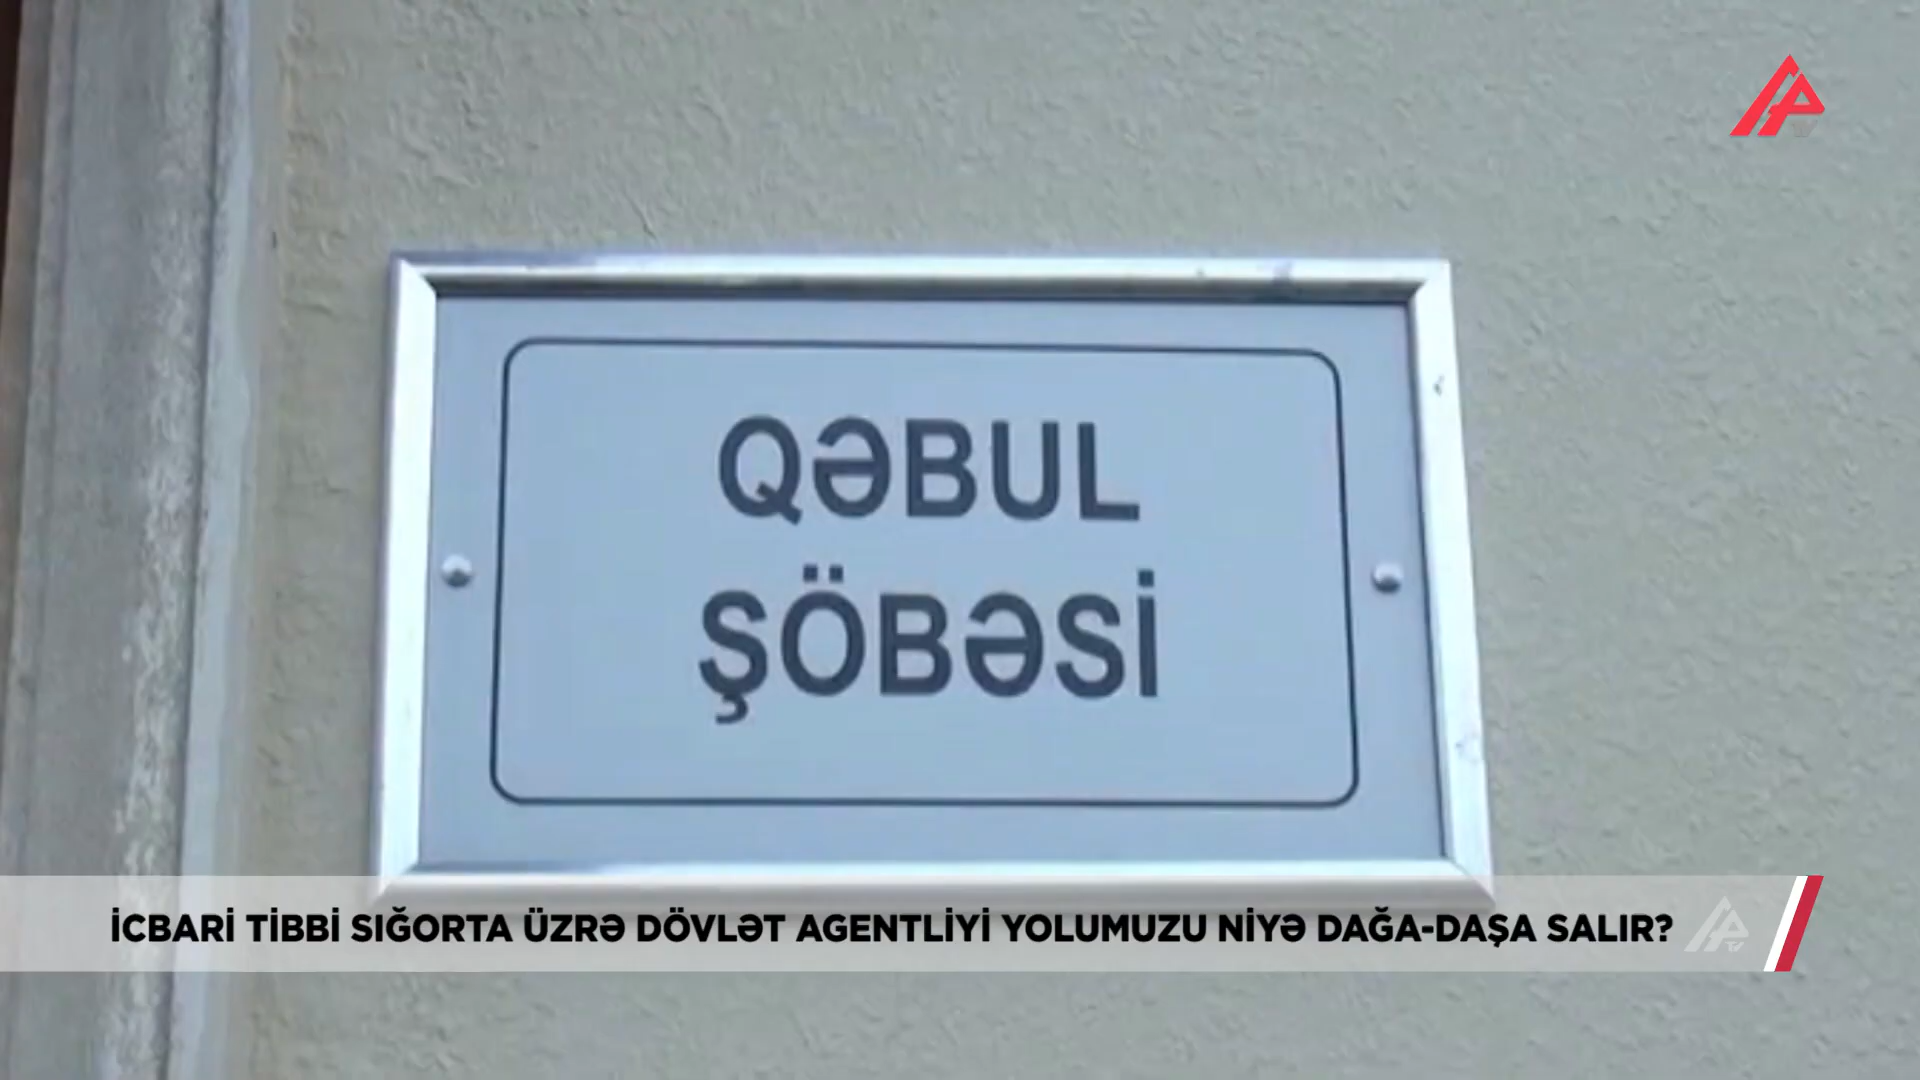 QƏBUL
ŞÖBƏSİ
İCBARİ TİBBİ SIĞORTA ÜZRƏ DÖVLƏT AGENTLİYİ YOLUMUZU NİYƏ DAĞA-DAŞA SALIR?